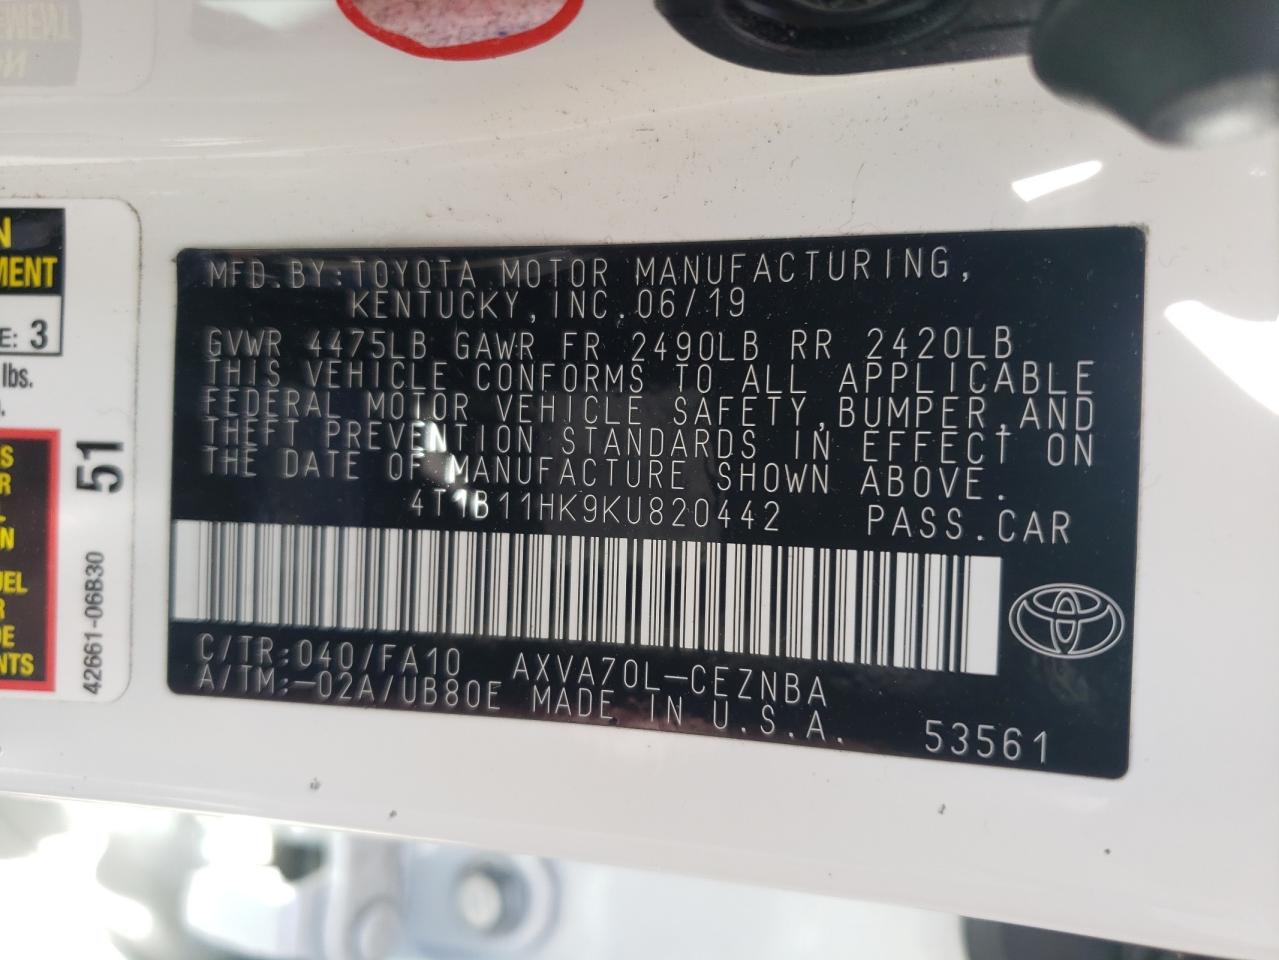 MFD.BY:TOYOTA MOTOR MANUFACTURING,
KENTUCKY,INC.06/19
GVWR 4475LB GAWR FR 2490LB RR 2420LB
THIS VEHICLE CONFORMS TO ALL APPLICABLE
FEDERAL MOTOR VEHICLE SAFETY,BUMPER,AND
THEFT PREVENTION STANDARDS IN EFFECT ON
THE DATE OF MANUFACTURE SHOWN ABOVE.
4T1B11HK9KU820442 PASS.CAR
C/TR:040/FA10 AXVA70L-CEZNBA
A/TM:-02A/UB80E MADE IN U.S.A.
53561
MENT
E: 3
lbs.
51
42661-06B30